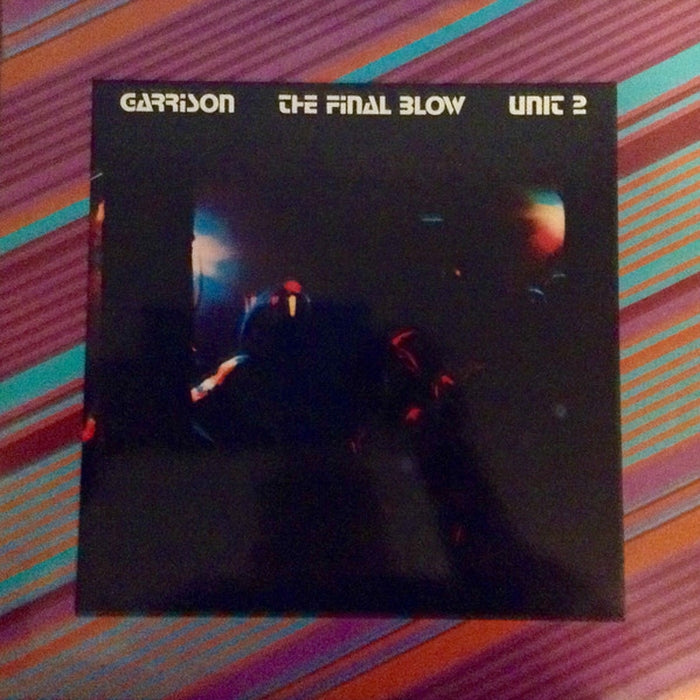 GARRISON THE FINAL BLOW UNIT 2